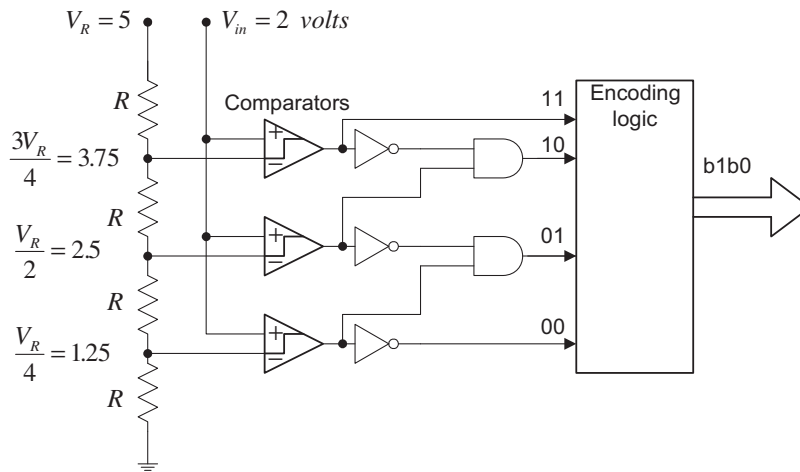 V_R = 5
V_in = 2 volts
R
Comparators
11
Encoding
logic
+
−
10
3V_R/4 = 3.75
b1b0
R
+
−
01
V_R/2 = 2.5
R
+
−
00
V_R/4 = 1.25
R